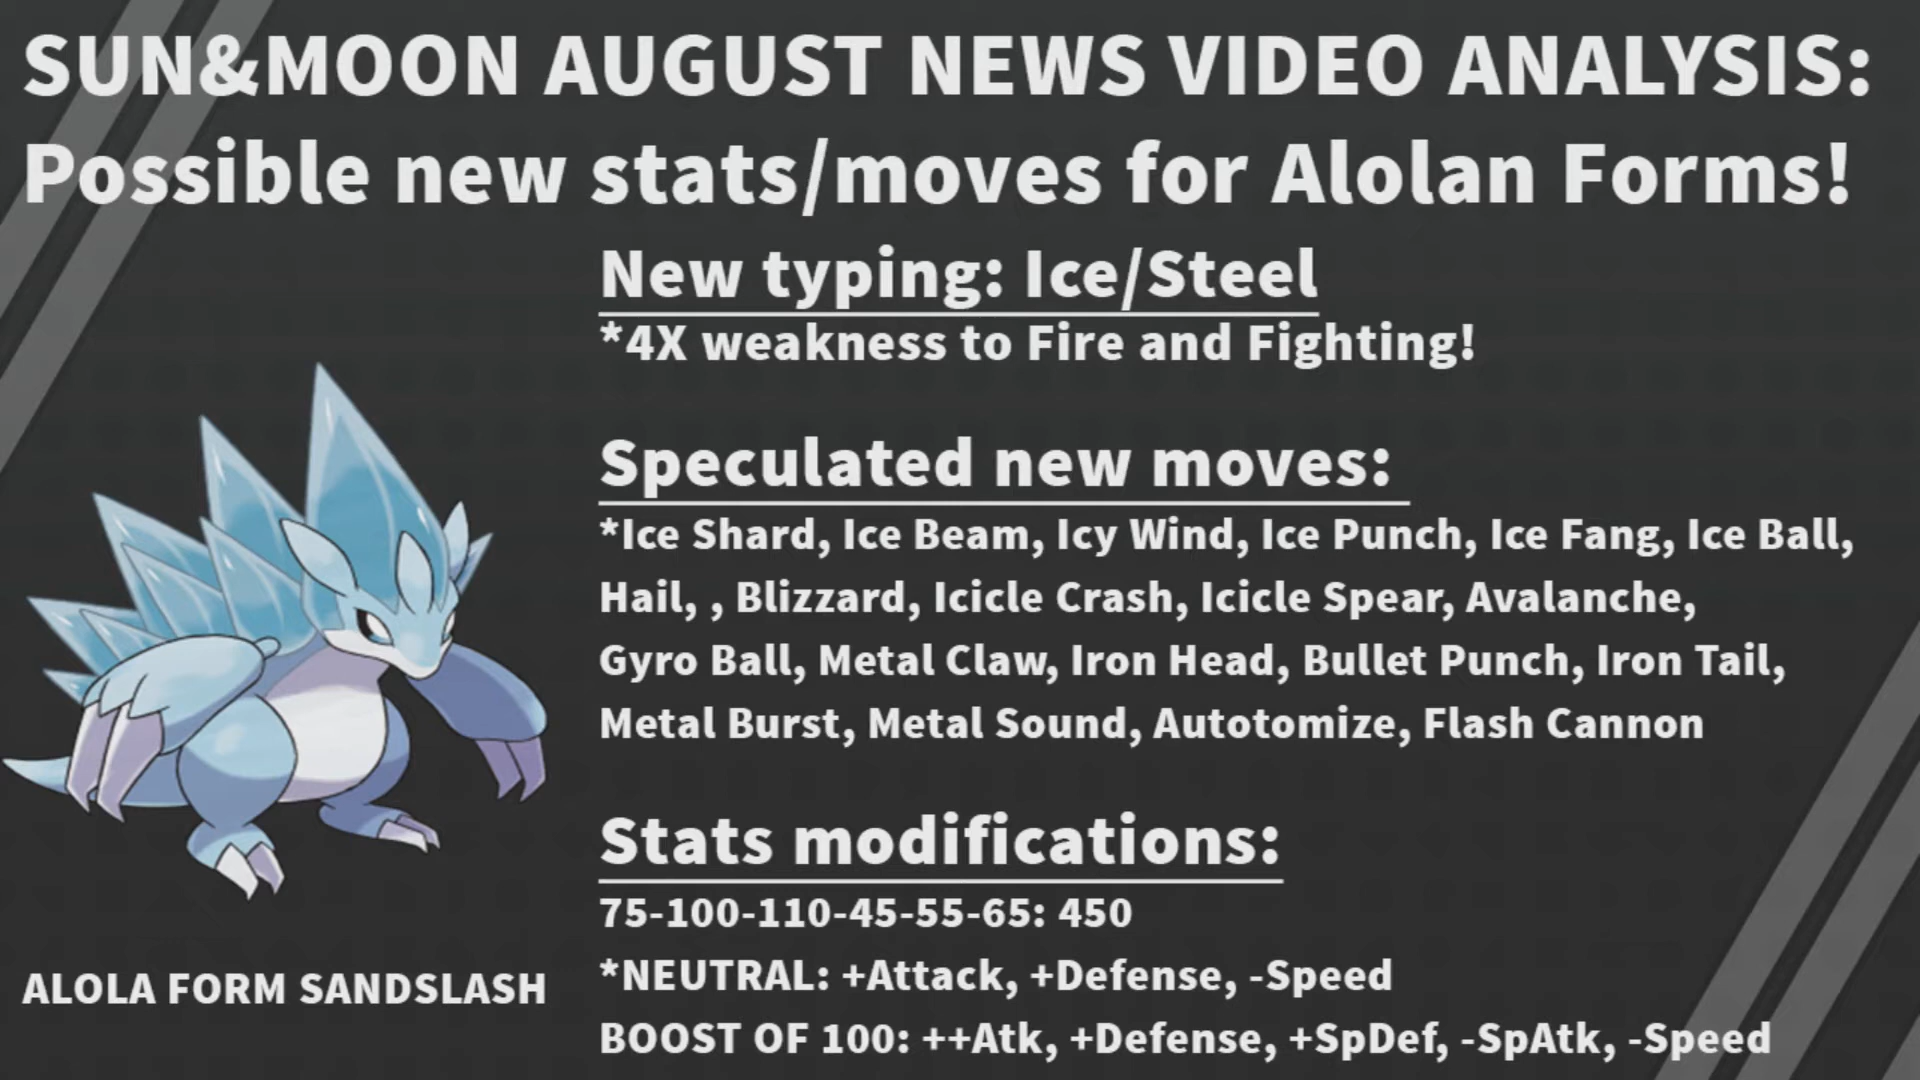 SUN&MOON AUGUST NEWS VIDEO ANALYSIS:
Possible new stats/moves for Alolan Forms!
New typing: Ice/Steel
*4X weakness to Fire and Fighting!
Speculated new moves:
*Ice Shard, Ice Beam, Icy Wind, Ice Punch, Ice Fang, Ice Ball,
Hail, , Blizzard, Icicle Crash, Icicle Spear, Avalanche,
Gyro Ball, Metal Claw, Iron Head, Bullet Punch, Iron Tail,
Metal Burst, Metal Sound, Autotomize, Flash Cannon
Stats modifications:
75-100-110-45-55-65: 450
*NEUTRAL: +Attack, +Defense, -Speed
BOOST OF 100: ++Atk, +Defense, +SpDef, -SpAtk, -Speed
ALOLA FORM SANDSLASH